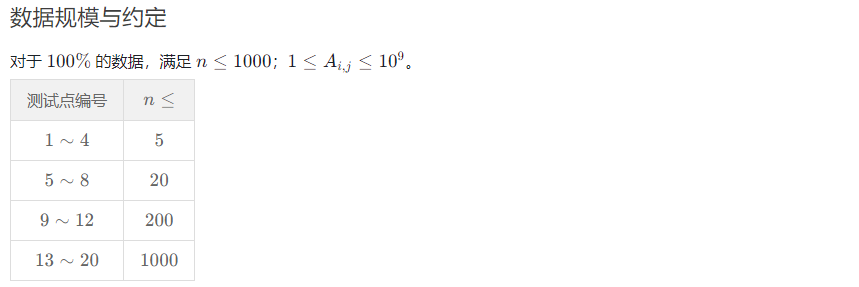 数据规模与约定
对于 100% 的数据，满足 n ≤ 1000；1 ≤ A_{i,j} ≤ 10^9。
测试点编号 n ≤
1 ∼ 4 5
5 ∼ 8 20
9 ∼ 12 200
13 ∼ 20 1000